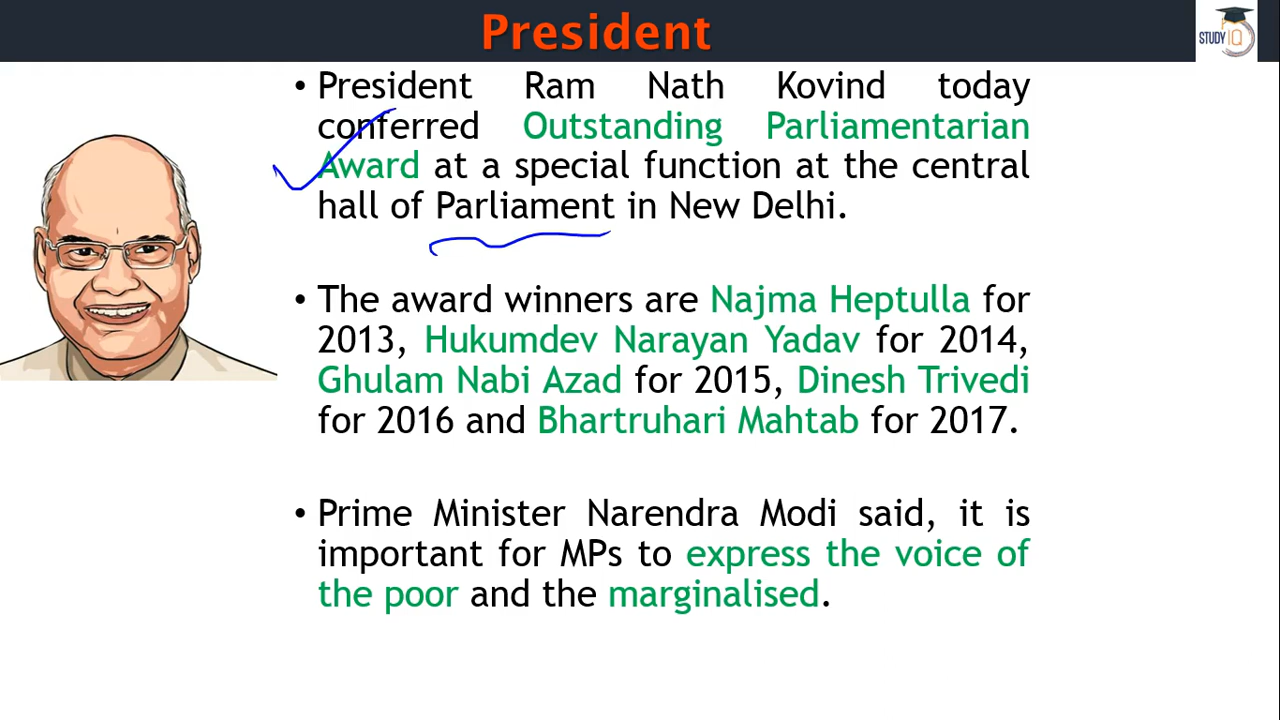 President
STUDY IQ
• President Ram Nath Kovind today
conferred Outstanding Parliamentarian
Award at a special function at the central
hall of Parliament in New Delhi.
• The award winners are Najma Heptulla for
2013, Hukumdev Narayan Yadav for 2014,
Ghulam Nabi Azad for 2015, Dinesh Trivedi
for 2016 and Bhartruhari Mahtab for 2017.
• Prime Minister Narendra Modi said, it is
important for MPs to express the voice of
the poor and the marginalised.